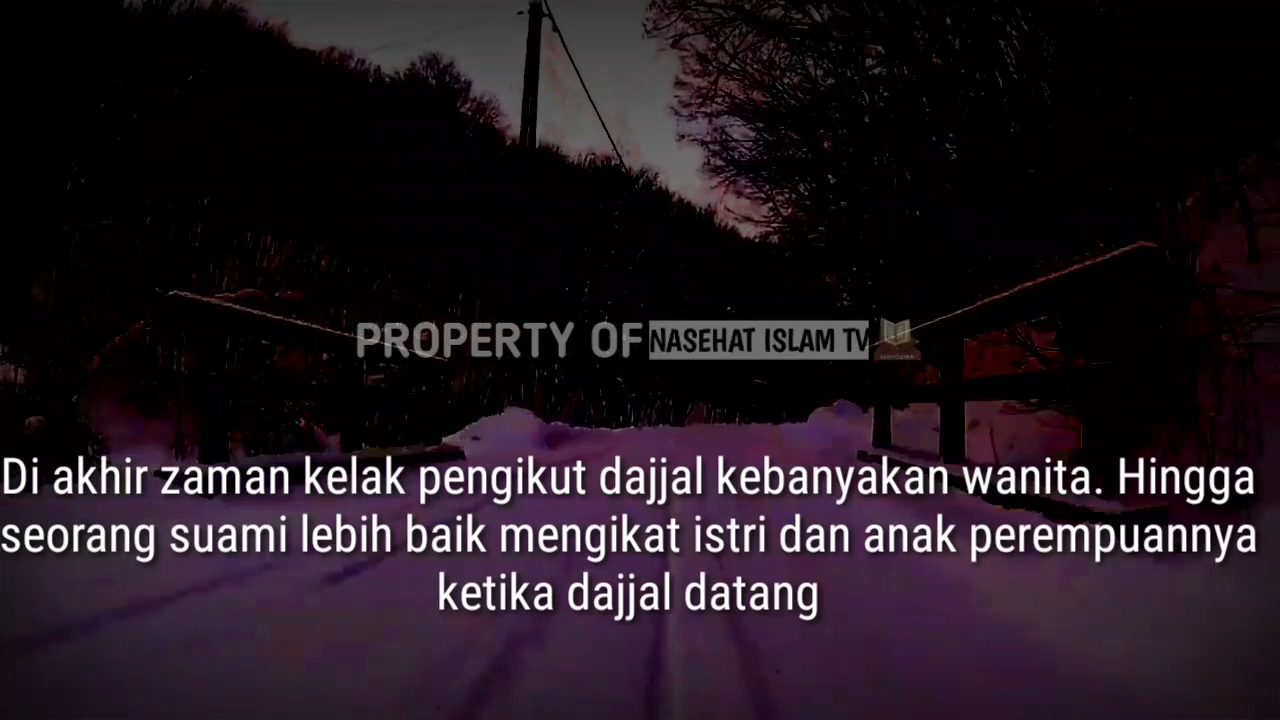 PROPERTY OF NASEHAT ISLAM TV
Di akhir zaman kelak pengikut dajjal kebanyakan wanita. Hingga
seorang suami lebih baik mengikat istri dan anak perempuannya
ketika dajjal datang